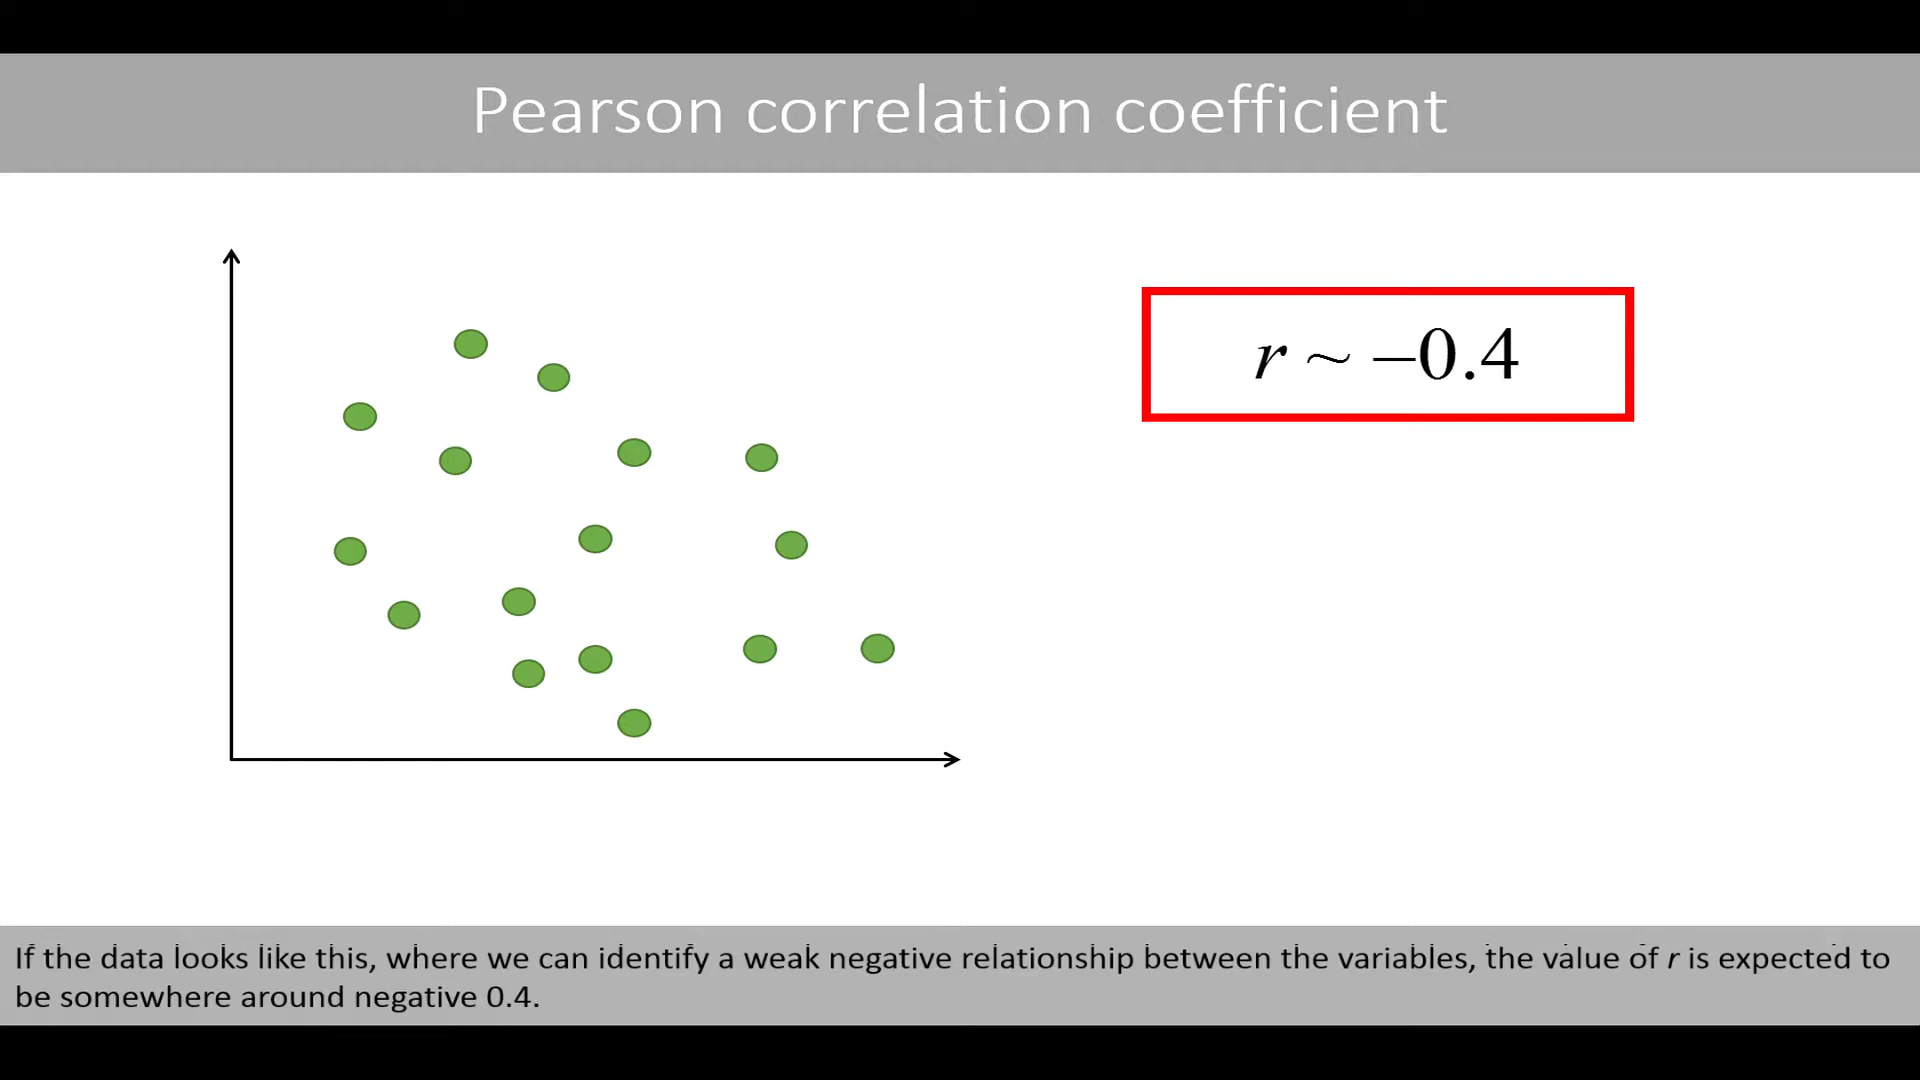 Pearson correlation coefficient
r ~ −0.4
If the data looks like this, where we can identify a weak negative relationship between the variables, the value of r is expected to
be somewhere around negative 0.4.